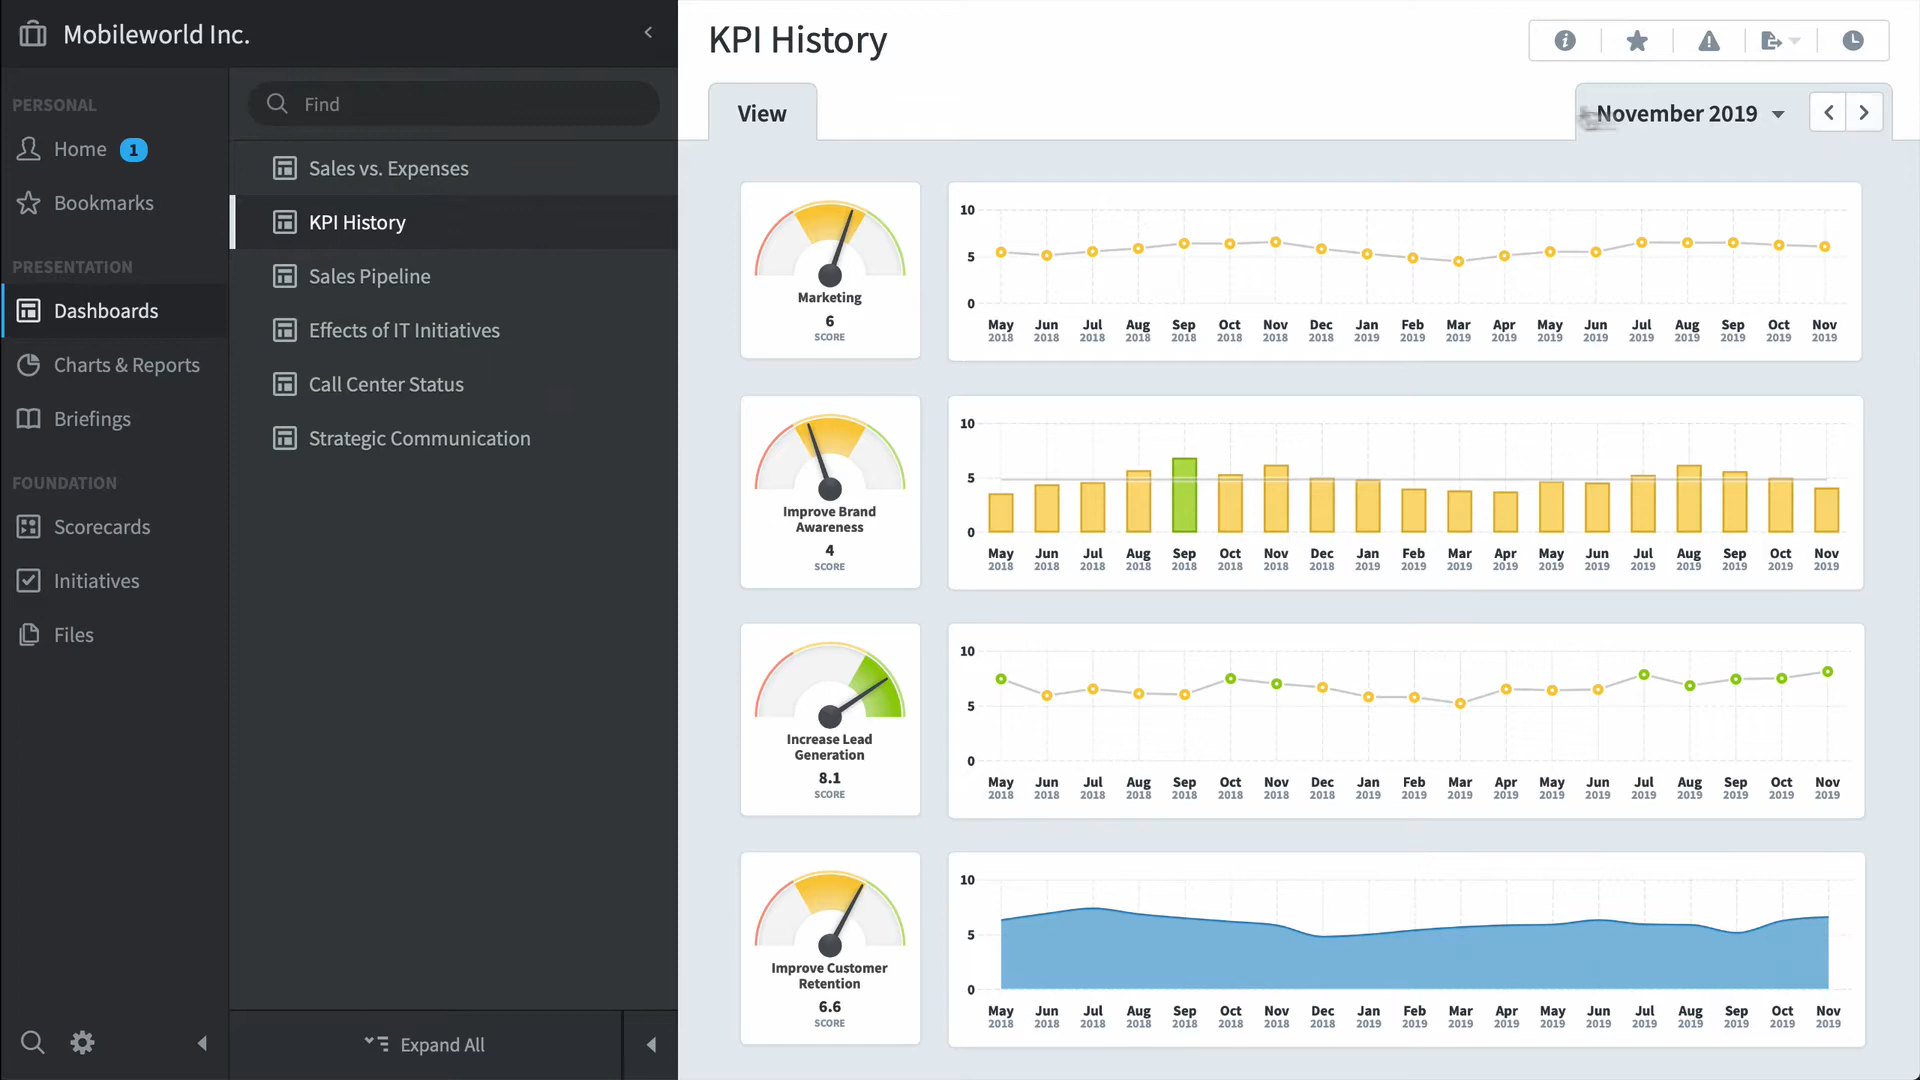 Mobileworld Inc.
PERSONAL
Home 1
Bookmarks
PRESENTATION
Dashboards
Charts & Reports
Briefings
FOUNDATION
Scorecards
Initiatives
Files
Find
Sales vs. Expenses
KPI History
Sales Pipeline
Effects of IT Initiatives
Call Center Status
Strategic Communication
Expand All
KPI History
View
November 2019
Marketing
6
SCORE
10
5
0
May Jun Jul Aug Sep Oct Nov Dec Jan Feb Mar Apr May Jun Jul Aug Sep Oct Nov
2018 2018 2018 2018 2018 2018 2018 2018 2019 2019 2019 2019 2019 2019 2019 2019 2019 2019 2019
Improve Brand
Awareness
4
SCORE
10
5
0
May Jun Jul Aug Sep Oct Nov Dec Jan Feb Mar Apr May Jun Jul Aug Sep Oct Nov
2018 2018 2018 2018 2018 2018 2018 2018 2019 2019 2019 2019 2019 2019 2019 2019 2019 2019 2019
Increase Lead
Generation
8.1
SCORE
10
5
0
May Jun Jul Aug Sep Oct Nov Dec Jan Feb Mar Apr May Jun Jul Aug Sep Oct Nov
2018 2018 2018 2018 2018 2018 2018 2018 2019 2019 2019 2019 2019 2019 2019 2019 2019 2019 2019
Improve Customer
Retention
6.6
SCORE
10
5
0
May Jun Jul Aug Sep Oct Nov Dec Jan Feb Mar Apr May Jun Jul Aug Sep Oct Nov
2018 2018 2018 2018 2018 2018 2018 2018 2019 2019 2019 2019 2019 2019 2019 2019 2019 2019 2019